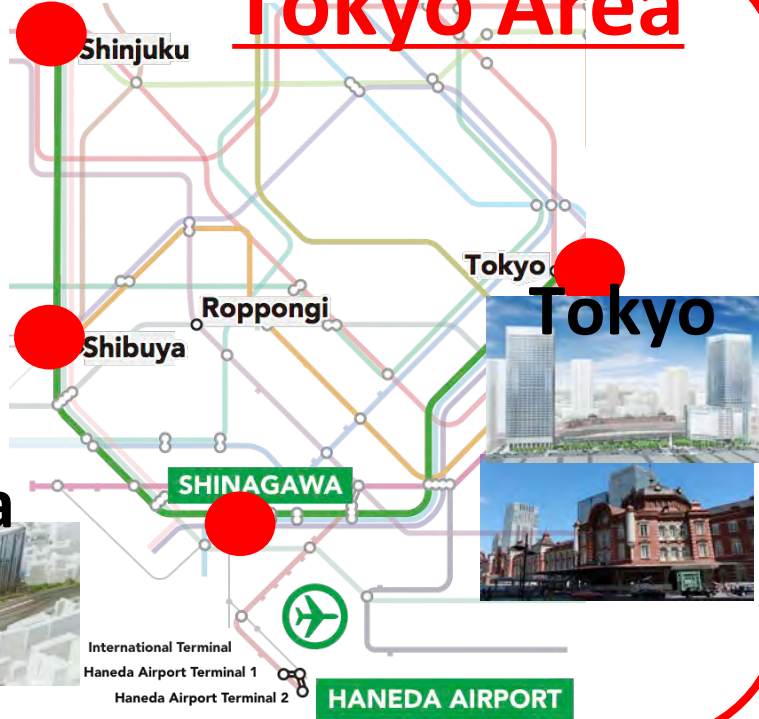 Tokyo Area
Shinjuku
Tokyo
Tokyo
Roppongi
Shibuya
SHINAGAWA
a
International Terminal
Haneda Airport Terminal 1
Haneda Airport Terminal 2
HANEDA AIRPORT